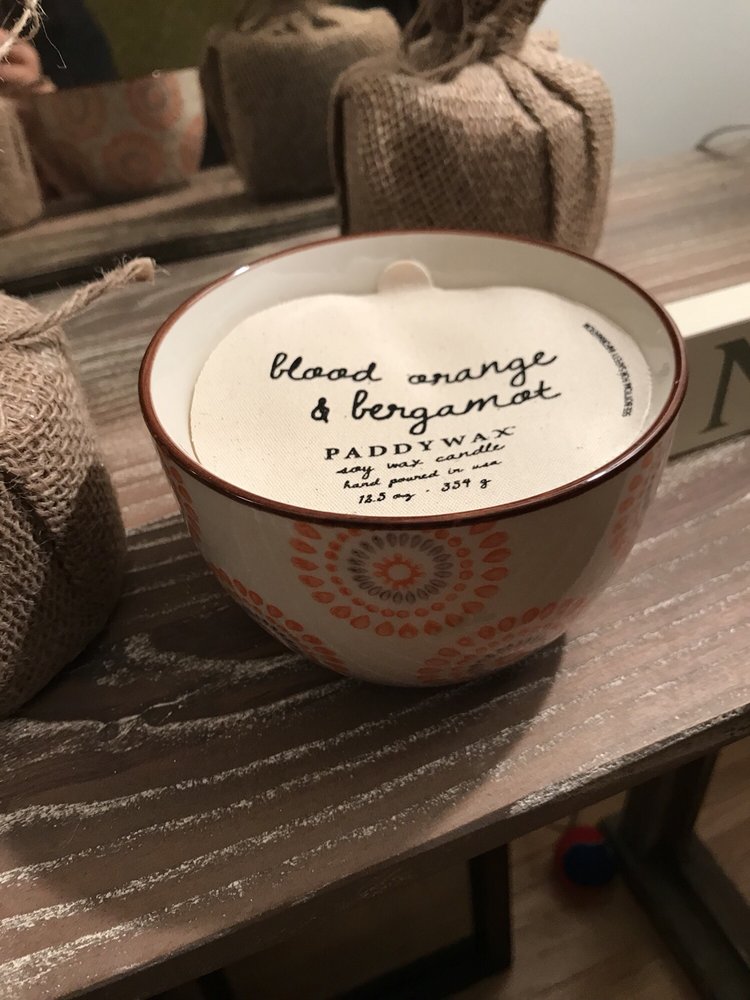 blood orange
& bergamot
PADDYWAX
soy wax candle
hand poured in usa
12.5 oz . 354 g
N